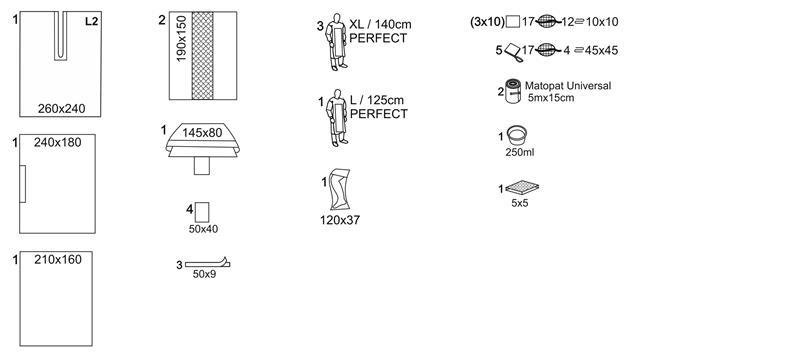 1
L2
260x240
1
240x180
1
210x160
2
190x150
1
145x80
4
50x40
3
50x9
3
XL / 140cm
PERFECT
1
L / 125cm
PERFECT
1
120x37
(3x10) 17 12 10x10
5 17 4 45x45
2
Matopat Universal
5mx15cm
1
250ml
1
5x5